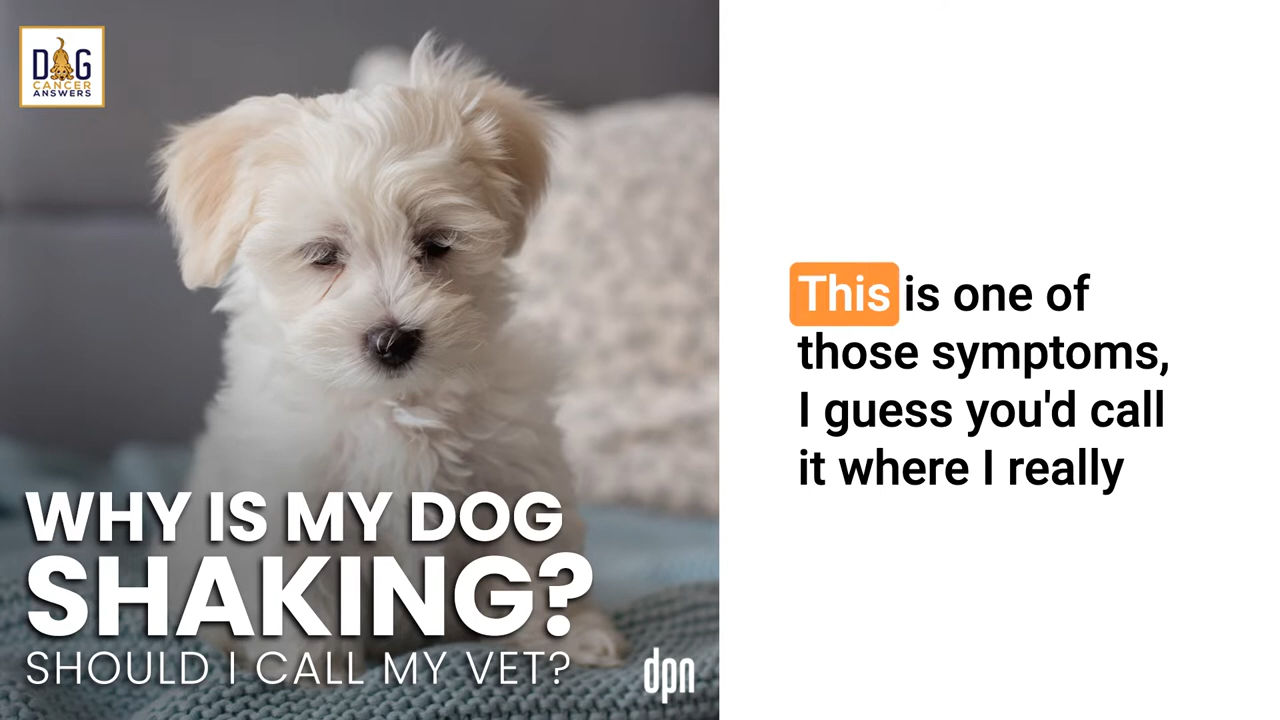 DOG
CANCER
ANSWERS
WHY IS MY DOG
SHAKING?
SHOULD I CALL MY VET?
dpn
This is one of
those symptoms,
I guess you'd call
it where I really